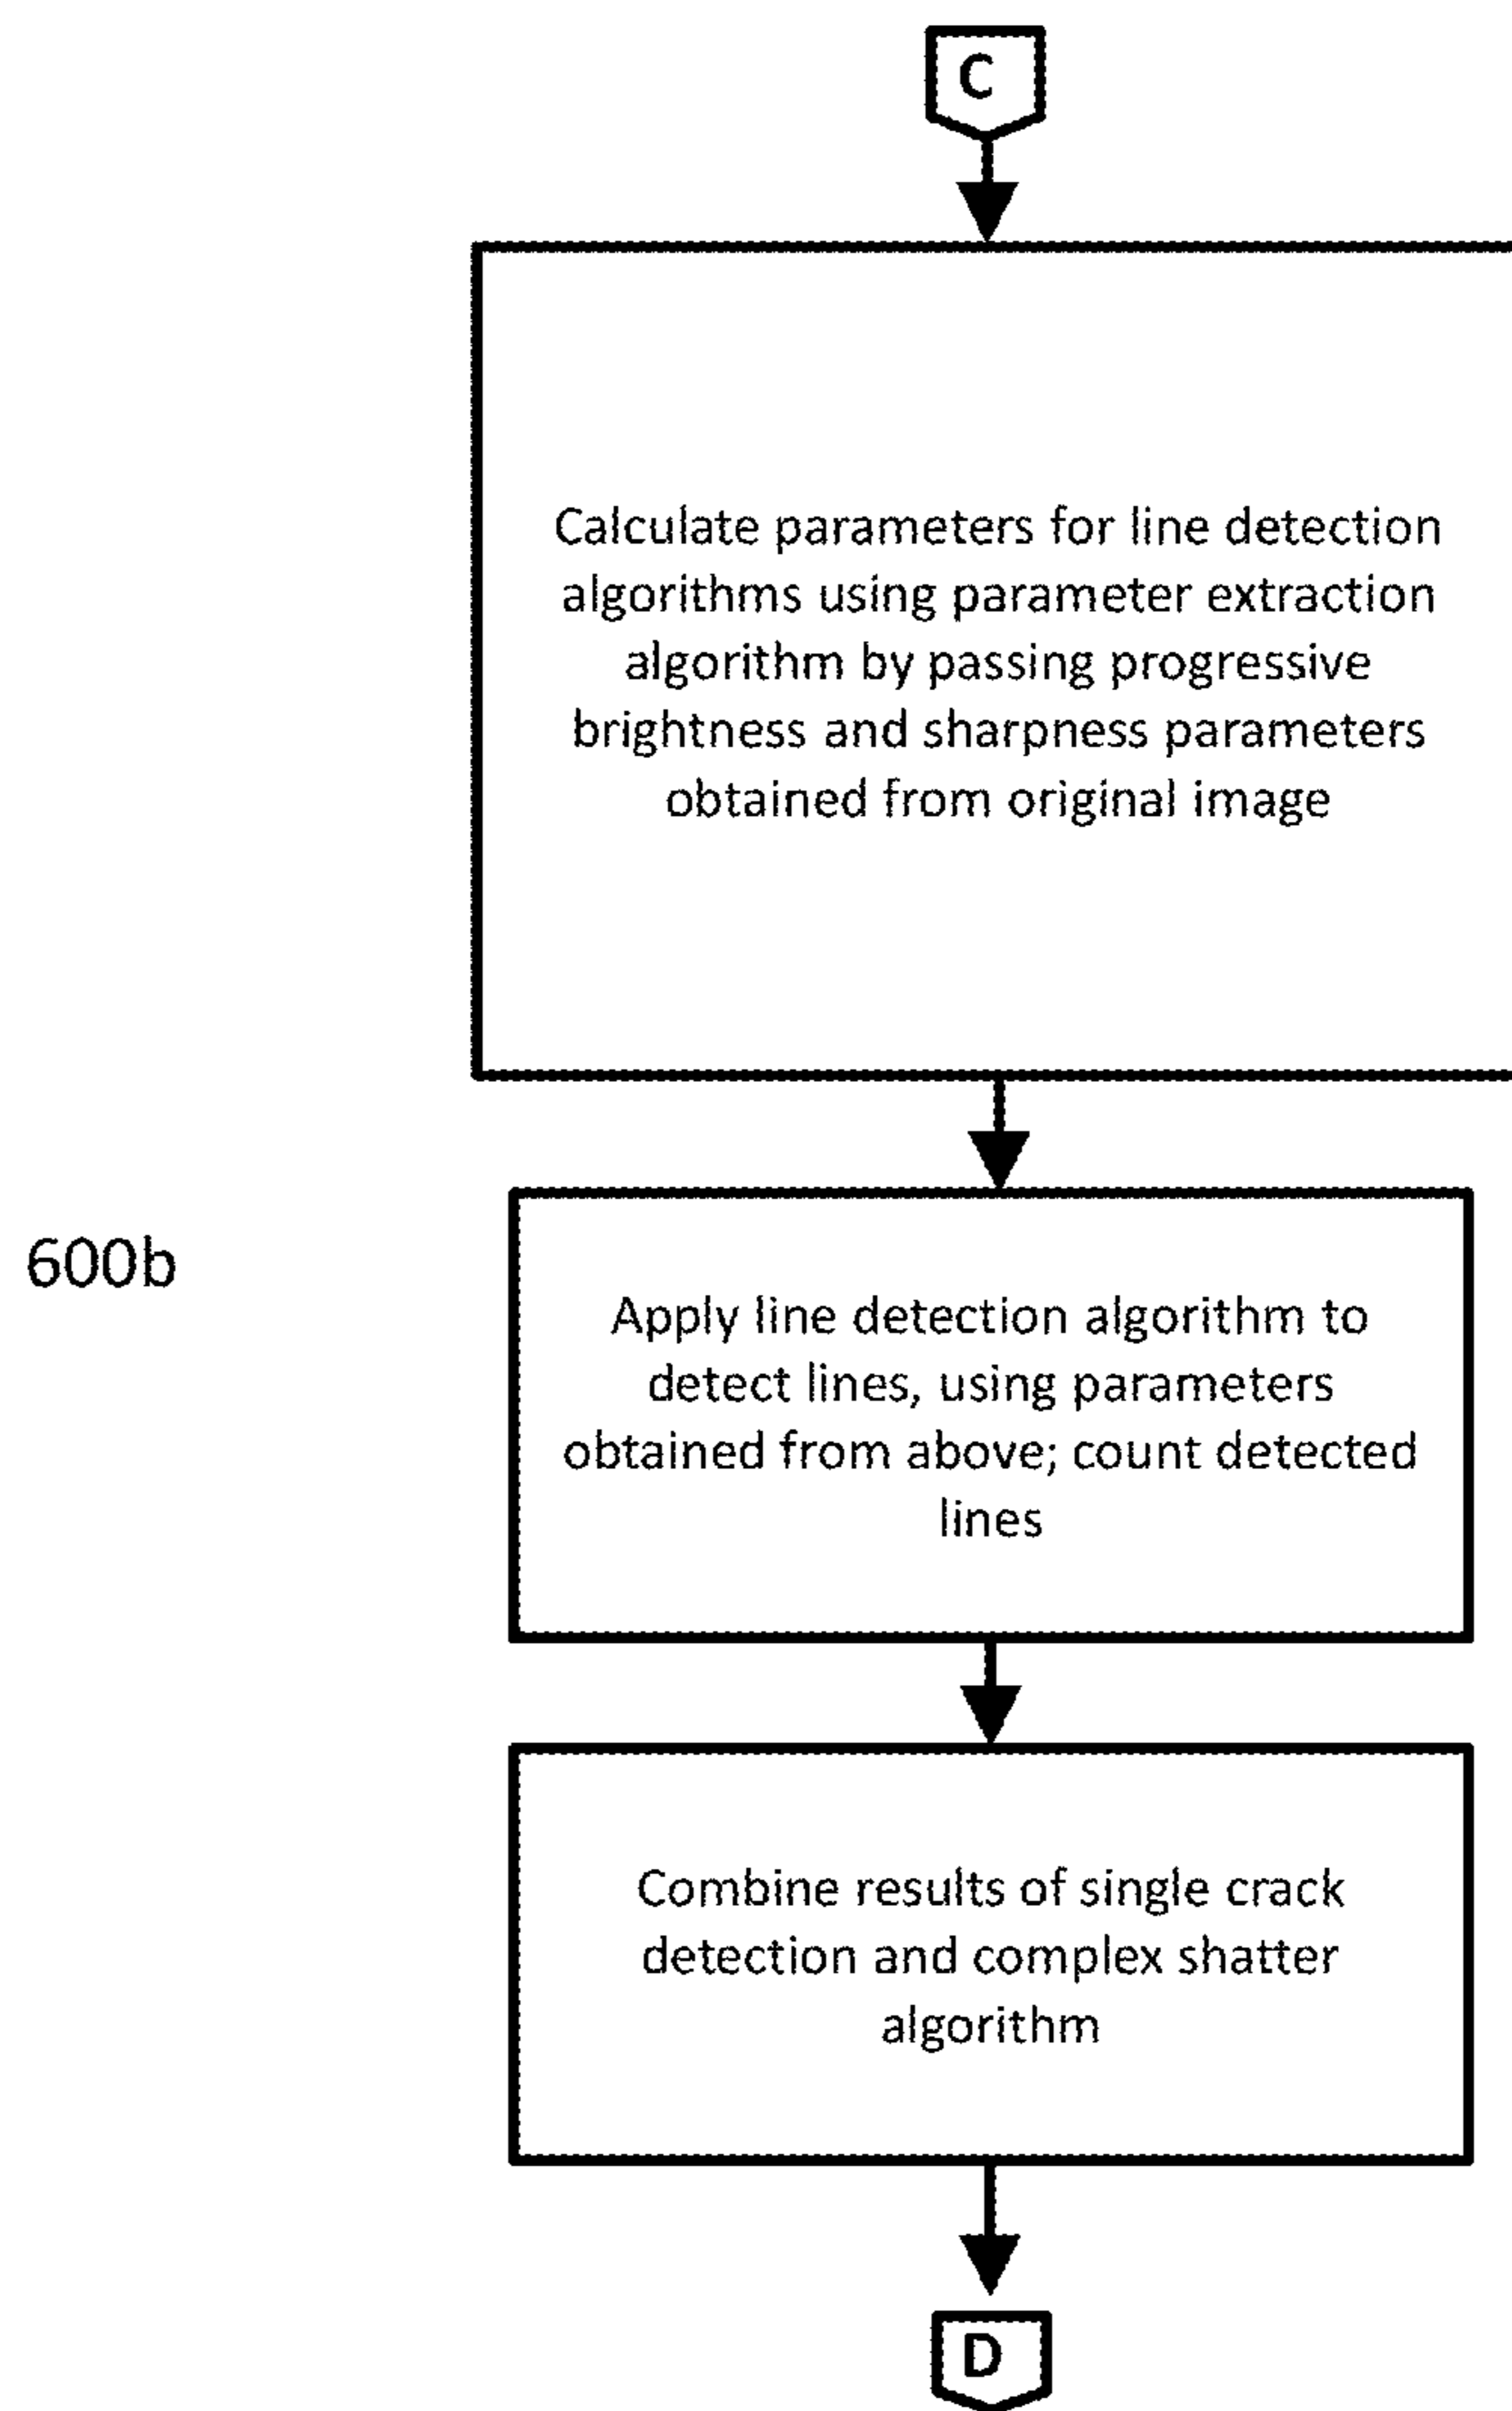 C
Calculate parameters for line detection
algorithms using parameter extraction
algorithm by passing progressive
brightness and sharpness parameters
obtained from original image
600b
Apply line detection algorithm to
detect lines, using parameters
obtained from above; count detected
lines
Combine results of single crack
detection and complex shatter
algorithm
D